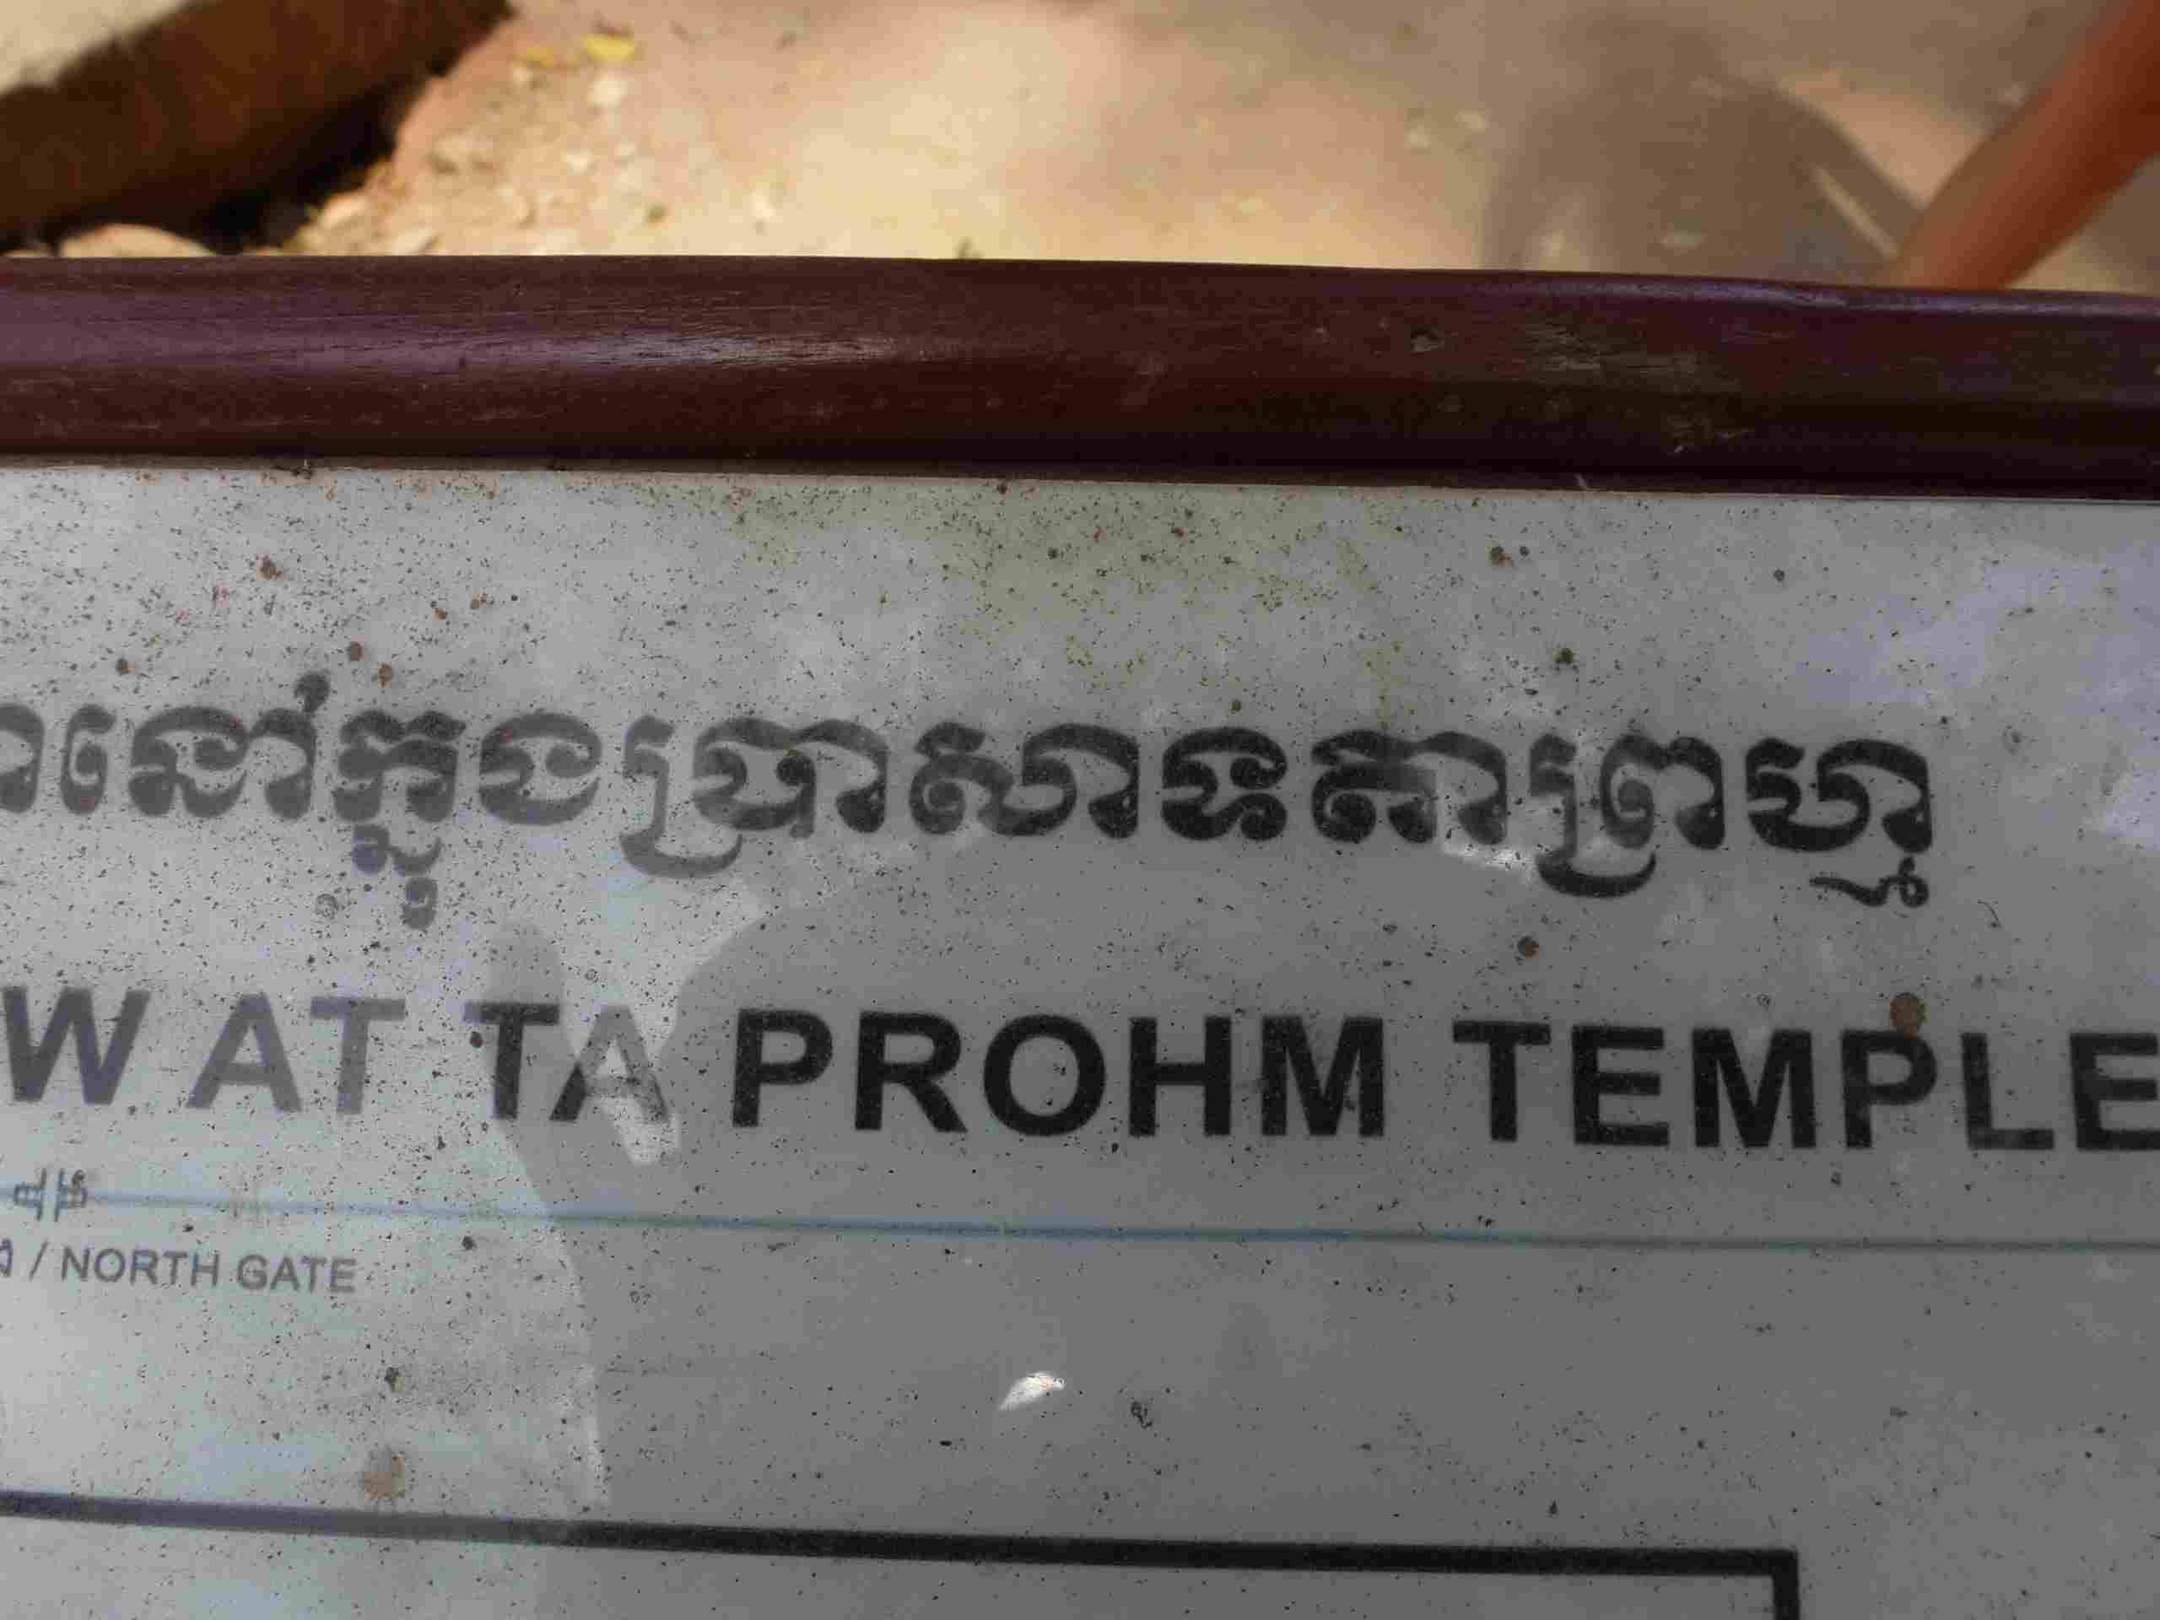 នៅក្នុងប្រាសាទតាព្រហ្ម
W AT TA PROHM TEMPLE
/ NORTH GATE